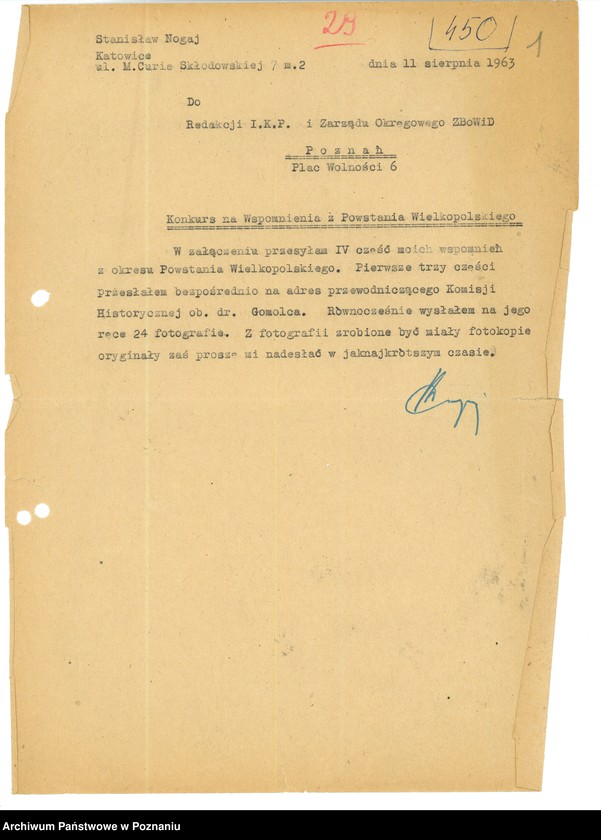 29
450
1
Stanisław Nogaj
Katowice
ul. M.Curie Skłodowskiej 7 m.2 dnia 11 sierpnia 1963
Do
Redakcji I.K.P. i Zarządu Okręgowego ZBoWiD
P o z n a ń
Plac Wolności 6
Konkurs na Wspomnienia z Powstania Wielkopolskiego
W załączeniu przesyłam IV część moich wspomnień
z okresu Powstania Wielkopolskiego. Pierwsze trzy części
przesłałem bezpośrednio na adres przewodniczącego Komisji
Historycznej ob. dr. Gomolca. Równocześnie wysłałem na jego
ręce 24 fotografie. Z fotografii zrobione być miały fotokopie
oryginały zaś proszę mi nadesłać w jaknajkrótszym czasie.
Archiwum Państwowe w Poznaniu